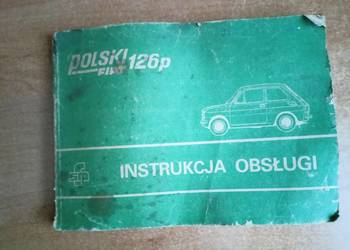 POLSKI
FIAT 126p
INSTRUKCJA OBSŁUGI